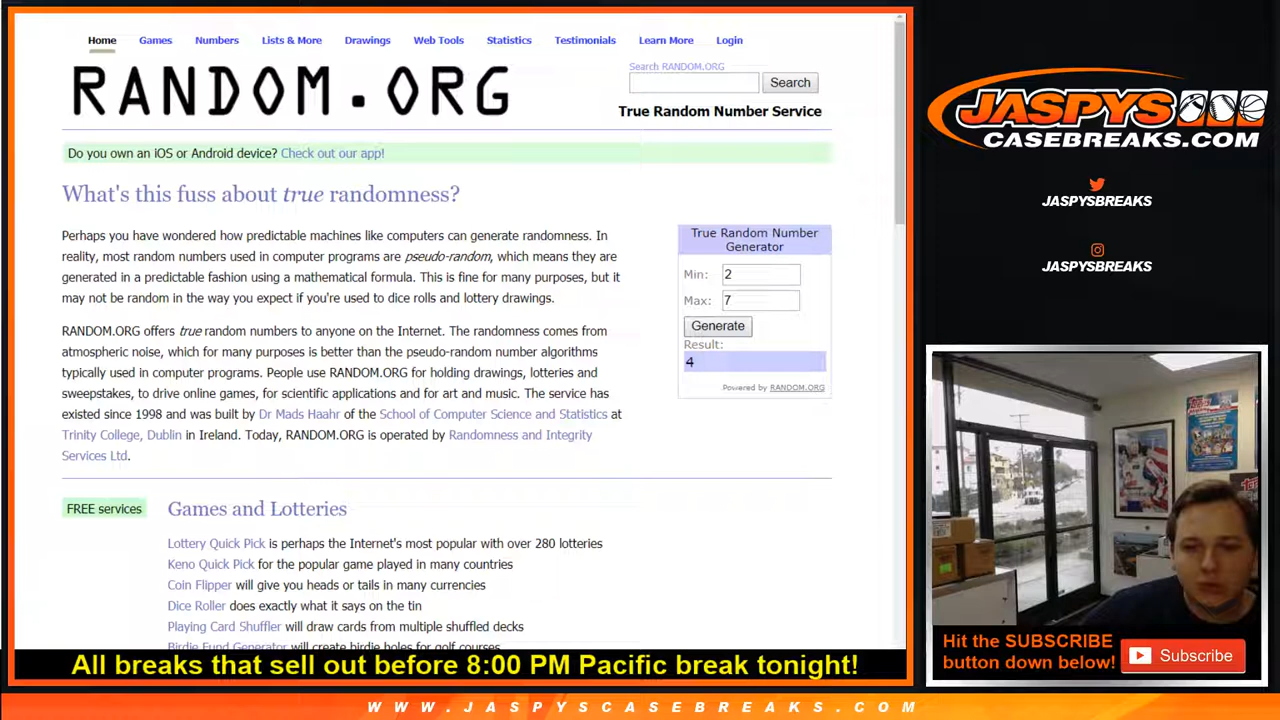 Home Games Numbers Lists & More Drawings Web Tools Statistics Testimonials Learn More Login
RANDOM.ORG
Search RANDOM.ORG
Search
True Random Number Service
Do you own an iOS or Android device? Check out our app!
What's this fuss about true randomness?
Perhaps you have wondered how predictable machines like computers can generate randomness. In
reality, most random numbers used in computer programs are pseudo-random, which means they are
generated in a predictable fashion using a mathematical formula. This is fine for many purposes, but it
may not be random in the way you expect if you're used to dice rolls and lottery drawings.
RANDOM.ORG offers true random numbers to anyone on the Internet. The randomness comes from
atmospheric noise, which for many purposes is better than the pseudo-random number algorithms
typically used in computer programs. People use RANDOM.ORG for holding drawings, lotteries and
sweepstakes, to drive online games, for scientific applications and for art and music. The service has
existed since 1998 and was built by Dr Mads Haahr of the School of Computer Science and Statistics at
Trinity College, Dublin in Ireland. Today, RANDOM.ORG is operated by Randomness and Integrity
Services Ltd.
True Random Number
Generator
Min: 2
Max: 7
Generate
Result:
4
Powered by RANDOM.ORG
FREE services
Games and Lotteries
Lottery Quick Pick is perhaps the Internet's most popular with over 280 lotteries
Keno Quick Pick for the popular game played in many countries
Coin Flipper will give you heads or tails in many currencies
Dice Roller does exactly what it says on the tin
Playing Card Shuffler will draw cards from multiple shuffled decks
Birdie Fund Generator will create birdie holes for golf courses
JASPYS
CASEBREAKS.COM
JASPYSBREAKS
JASPYSBREAKS
Hit the SUBSCRIBE
button down below!
Subscribe
All breaks that sell out before 8:00 PM Pacific break tonight!
WWW.JASPYSCASEBREAKS.COM